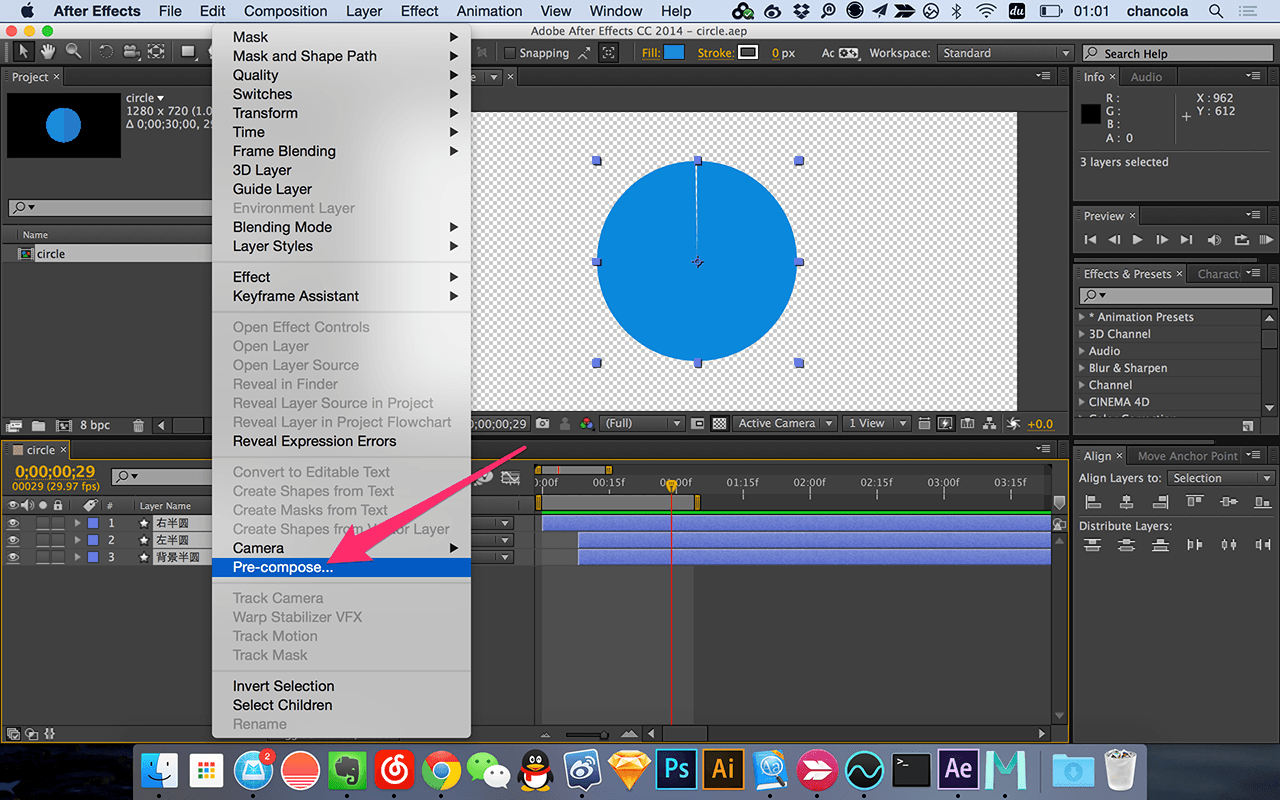 After Effects File Edit Composition Layer Effect Animation View Window Help 01:01 chancola
Adobe After Effects CC 2014 – circle.aep
Snapping Fill: Stroke: 0 px Workspace: Standard Search Help
Project ×
circle
1280 x 720 (1.0
Δ 0;00;30;00, 29
Name
circle
8 bpc
Mask
Mask and Shape Path
Quality
Switches
Transform
Time
Frame Blending
3D Layer
Guide Layer
Environment Layer
Blending Mode
Layer Styles
Effect
Keyframe Assistant
Open Effect Controls
Open Layer
Open Layer Source
Reveal in Finder
Reveal Layer Source in Project
Reveal Layer in Project Flowchart
Reveal Expression Errors
Convert to Editable Text
Create Shapes from Text
Create Masks from Text
Create Shapes from Vector Layer
Camera
Pre-compose...
Track Camera
Warp Stabilizer VFX
Track Motion
Track Mask
Invert Selection
Select Children
Rename
0;00;00;29 (Full) Active Camera 1 View +0.0
Info × Audio
R : X : 962
G : Y : 612
B :
A : 0
3 layers selected
Preview ×
Effects & Presets × Charact
* Animation Presets
3D Channel
Audio
Blur & Sharpen
Channel
CINEMA 4D
Align × Move Anchor Point
Align Layers to: Selection
Distribute Layers:
circle ×
0;00;00;29
00029 (29.97 fps)
:00f 00:15f 01:15f 02:00f 02:15f 03:00f 03:15f
# Layer Name
1 右半圆
2 左半圆
3 背景半圆
2
Ps Ai Ae